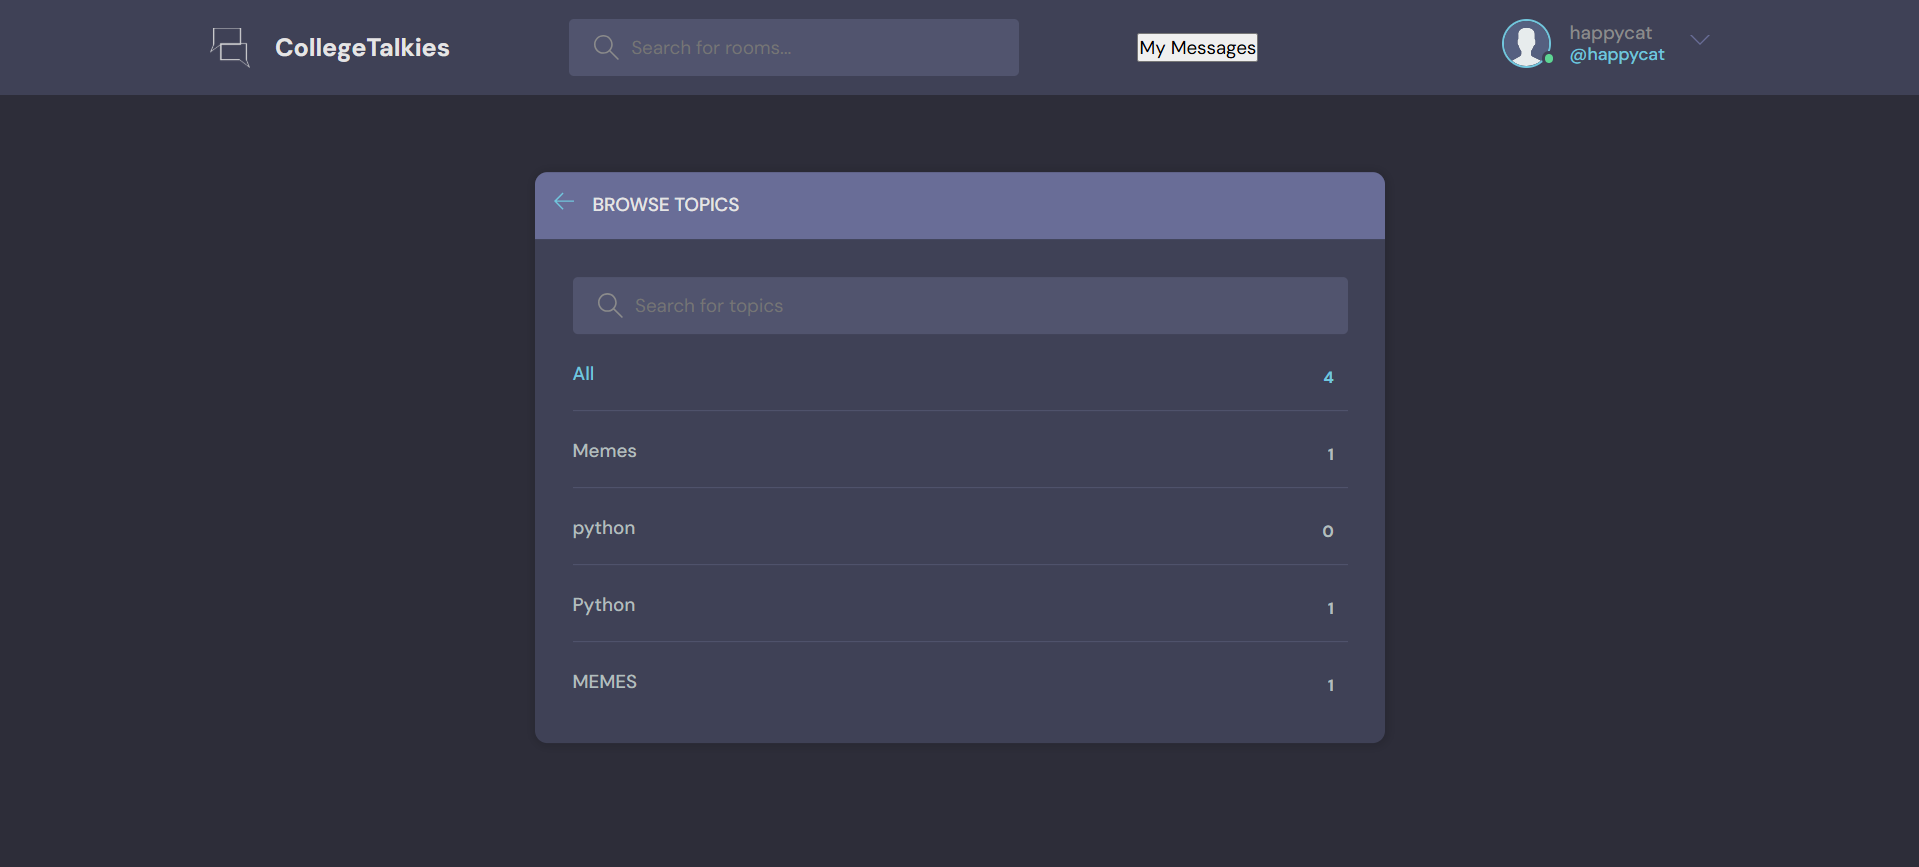 CollegeTalkies
Search for rooms...
My Messages
happycat
@happycat
BROWSE TOPICS
Search for topics
All 4
Memes 1
python 0
Python 1
MEMES 1